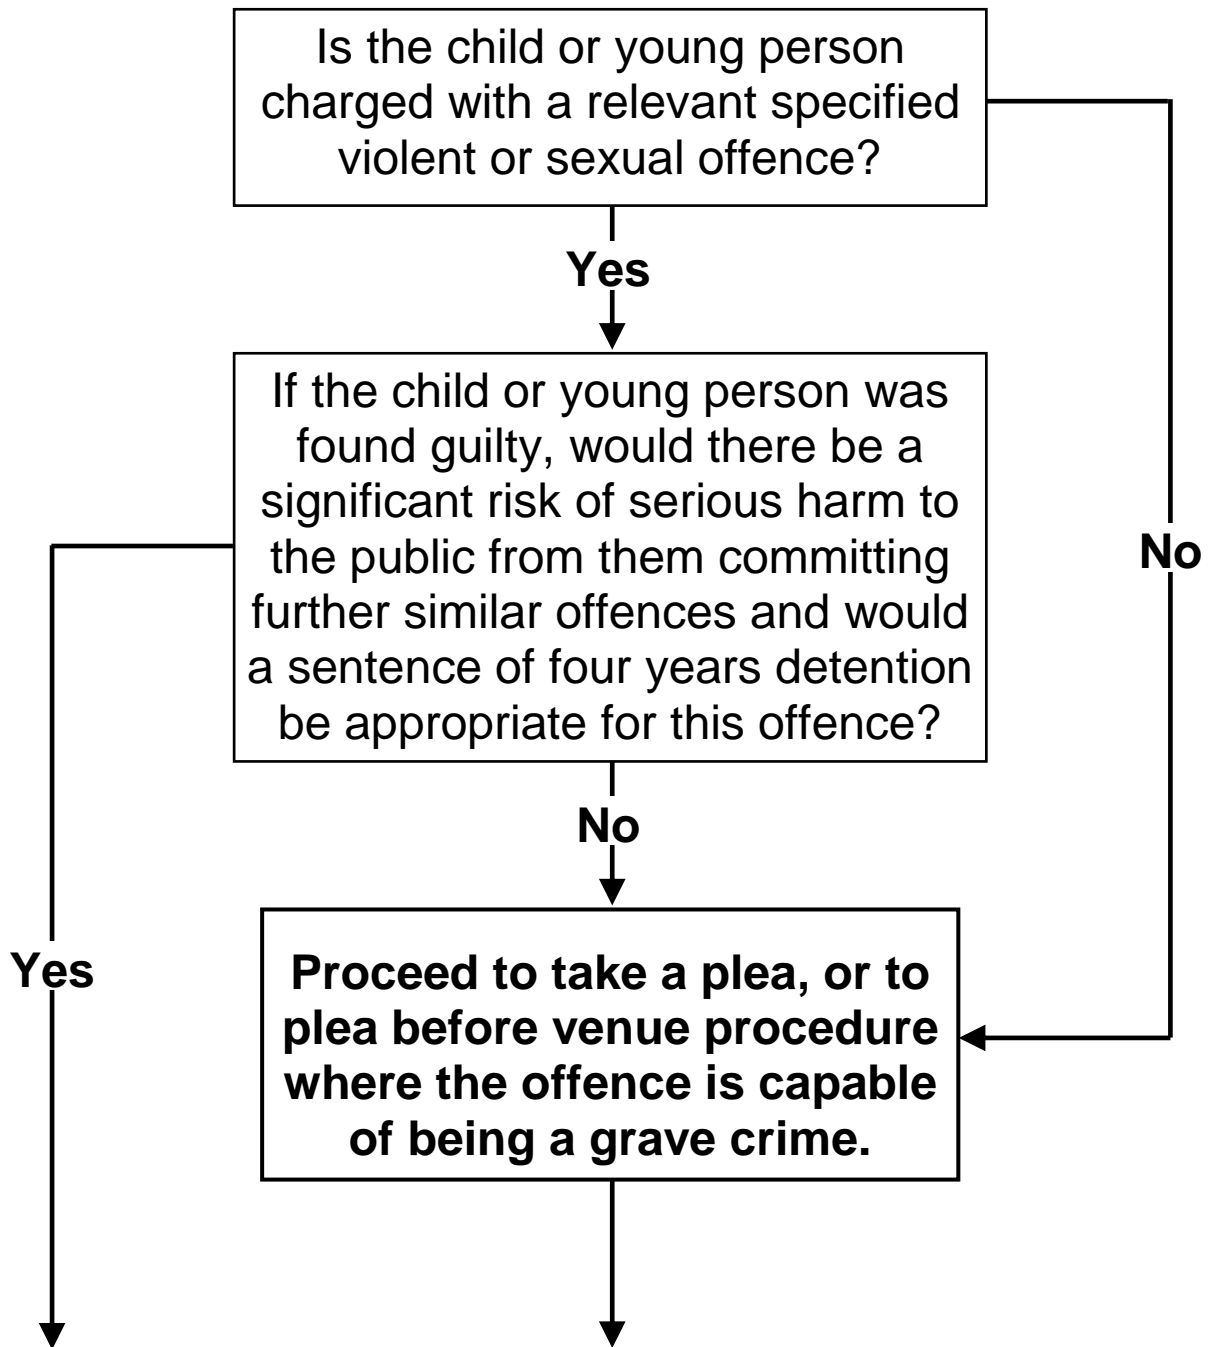 Is the child or young person
charged with a relevant specified
violent or sexual offence?
Yes
If the child or young person was
found guilty, would there be a
significant risk of serious harm to
the public from them committing
further similar offences and would
a sentence of four years detention
be appropriate for this offence?
No
No
Yes
Proceed to take a plea, or to
plea before venue procedure
where the offence is capable
of being a grave crime.